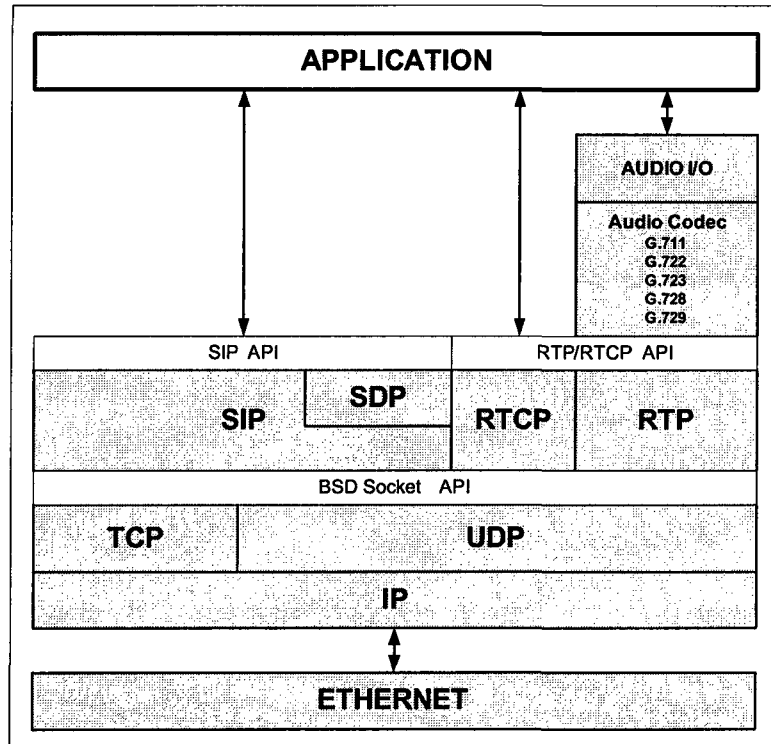 APPLICATION
AUDIO I/O
Audio Codec
G.711
G.722
G.723
G.728
G.729
SIP API
RTP/RTCP API
SIP
SDP
RTCP
RTP
BSD Socket API
TCP
UDP
IP
ETHERNET